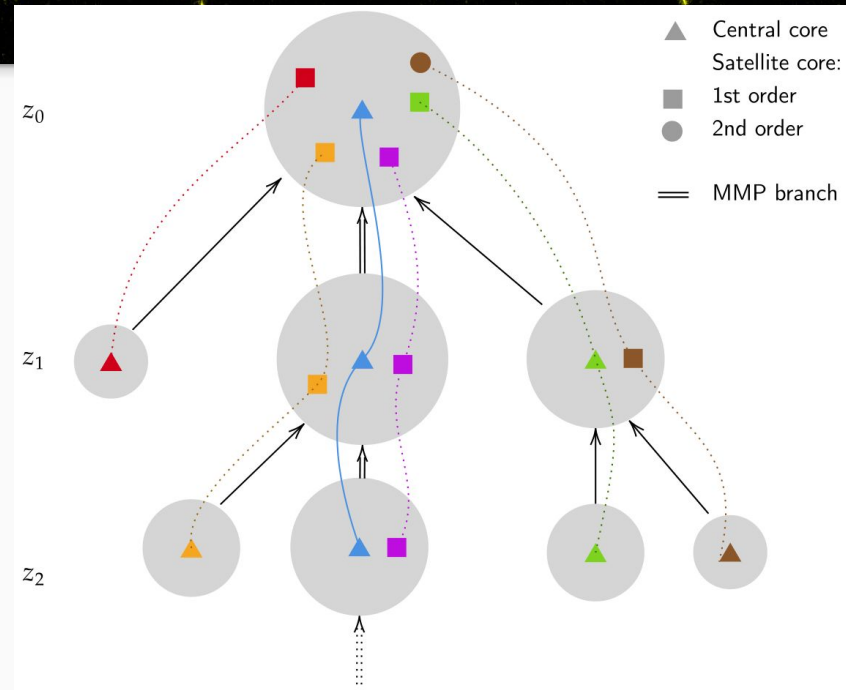 Central core
Satellite core:
1st order
2nd order
MMP branch
z₀
z₁
z₂